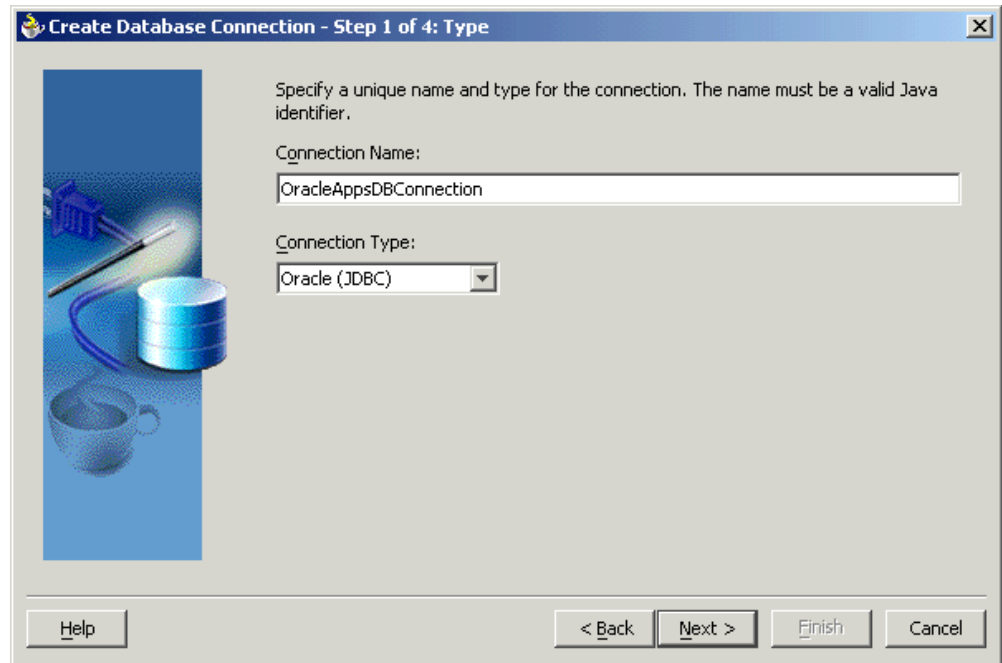 Create Database Connection - Step 1 of 4: Type
Specify a unique name and type for the connection. The name must be a valid Java
identifier.
Connection Name:
OracleAppsDBConnection
Connection Type:
Oracle (JDBC)
Help
< Back
Next >
Finish
Cancel